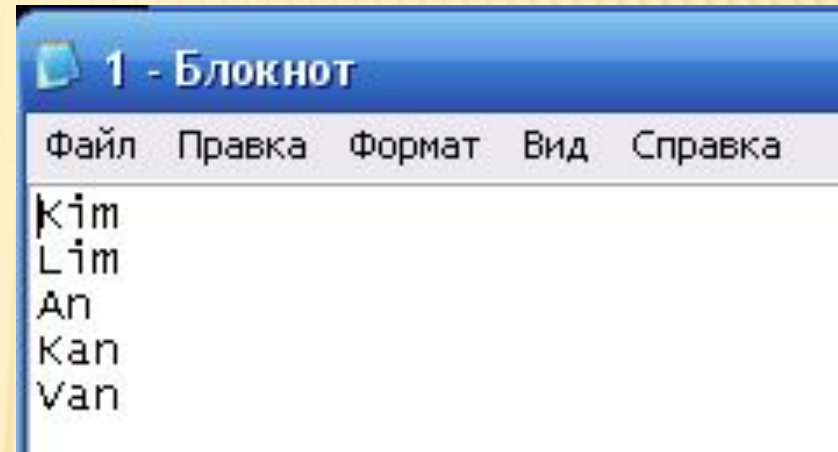 1 - Блокнот
Файл Правка Формат Вид Справка
Kim
Lim
An
Kan
Van